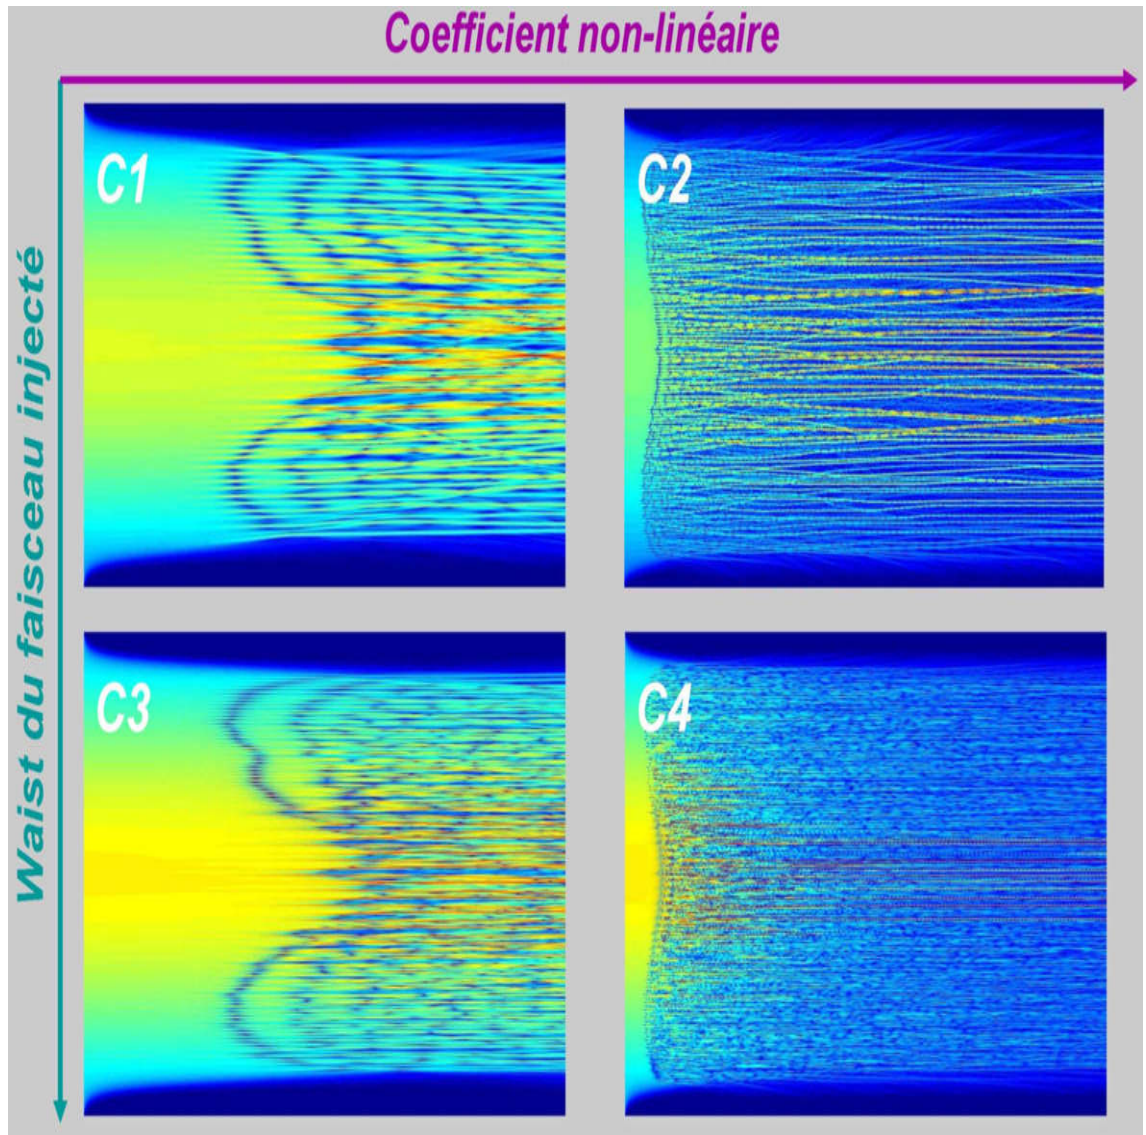 Coefficient non-linéaire
Waist du faisceau injecté
C1
C2
C3
C4